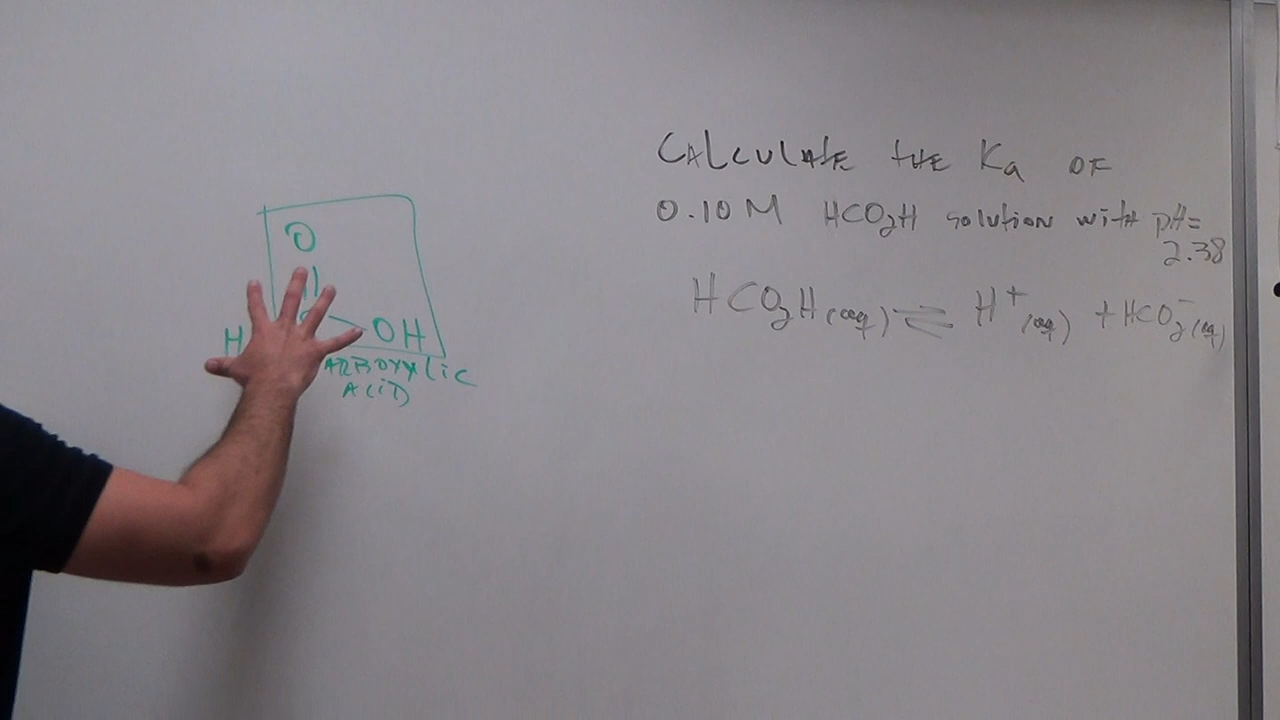 CALCULATE THE Ka OF
0.10 M HCO₂H solution with pH=
2.38
HCO₂H(aq) ⇌ H⁺(aq) + HCO₂⁻(aq)
O
H
OH
ACID